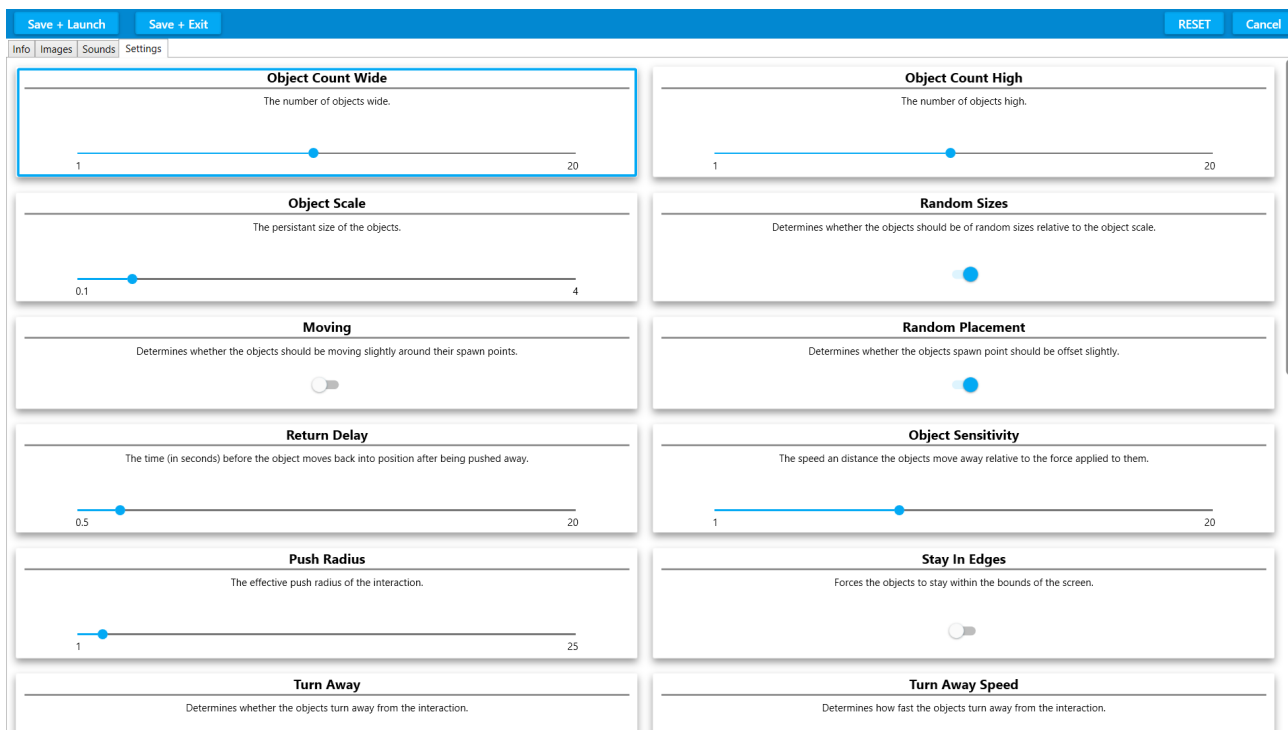 Save + Launch Save + Exit RESET Cancel
Info Images Sounds Settings
Object Count Wide
The number of objects wide.
1 20
Object Count High
The number of objects high.
1 20
Object Scale
The persistant size of the objects.
0.1 4
Random Sizes
Determines whether the objects should be of random sizes relative to the object scale.
Moving
Determines whether the objects should be moving slightly around their spawn points.
Random Placement
Determines whether the objects spawn point should be offset slightly.
Return Delay
The time (in seconds) before the object moves back into position after being pushed away.
0.5 20
Object Sensitivity
The speed an distance the objects move away relative to the force applied to them.
1 20
Push Radius
The effective push radius of the interaction.
1 25
Stay In Edges
Forces the objects to stay within the bounds of the screen.
Turn Away
Determines whether the objects turn away from the interaction.
Turn Away Speed
Determines how fast the objects turn away from the interaction.